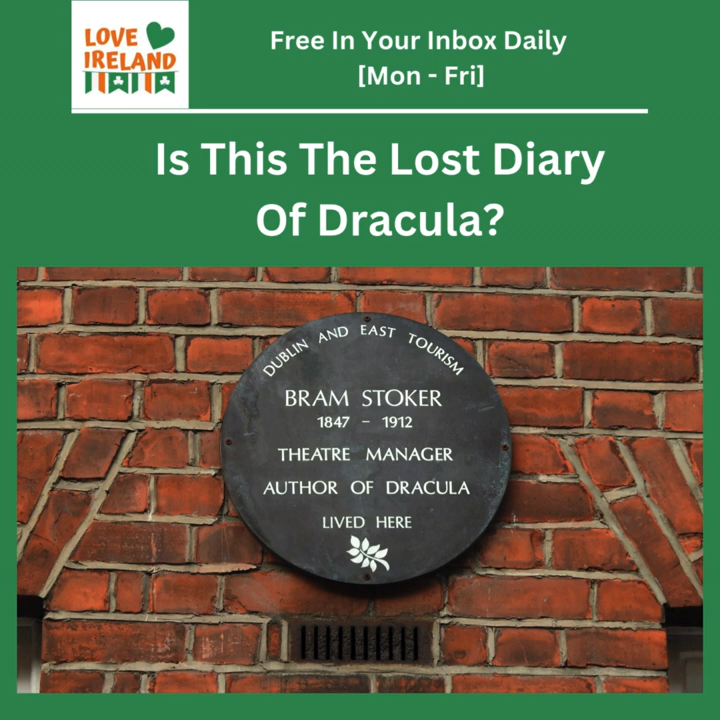 LOVE
IRELAND
Free In Your Inbox Daily
[Mon - Fri]
Is This The Lost Diary
Of Dracula?
DUBLIN AND EAST TOURISM
BRAM STOKER
1847 – 1912
THEATRE MANAGER
AUTHOR OF DRACULA
LIVED HERE